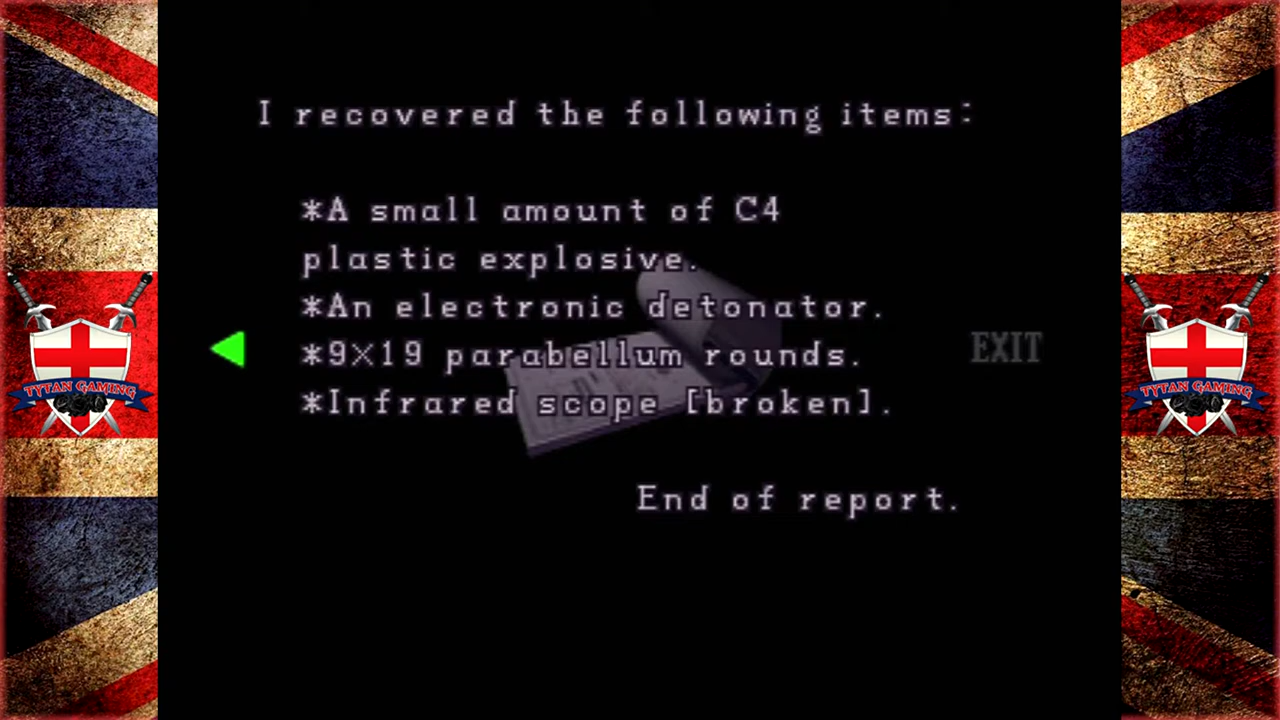 I recovered the following items:
*A small amount of C4
plastic explosive.
*An electronic detonator.
*9×19 parabellum rounds.
*Infrared scope [broken].
EXIT
End of report.
TYTAN GAMING
TYTAN GAMING